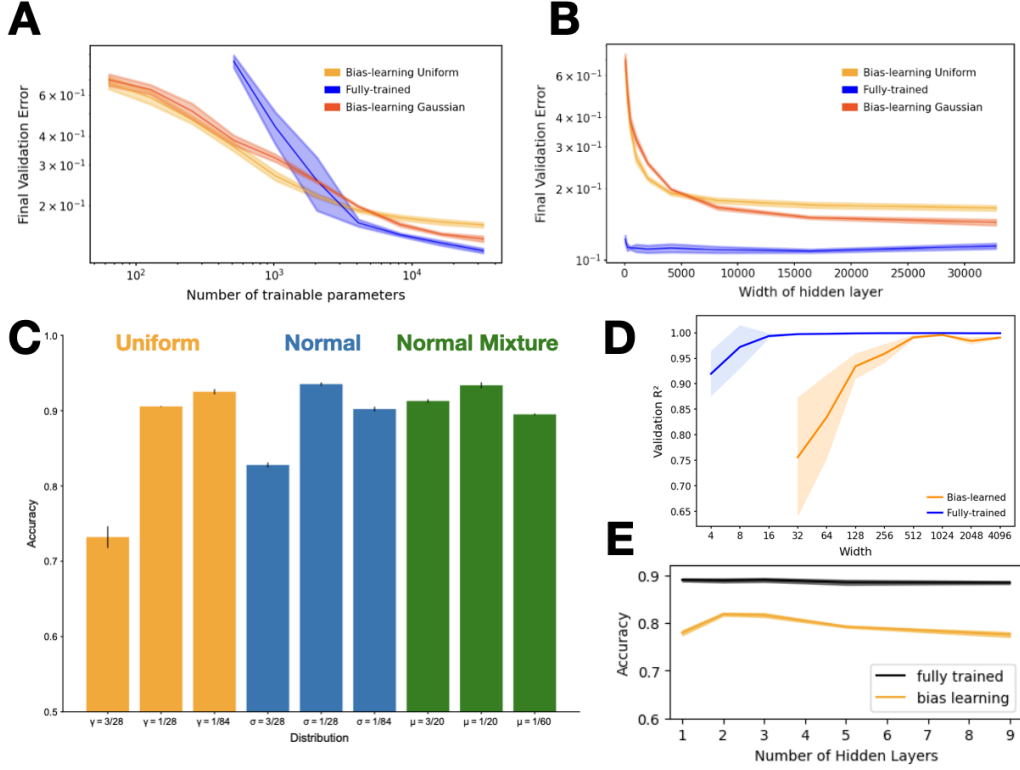 A
Final Validation Error
6 × 10⁻¹
4 × 10⁻¹
3 × 10⁻¹
2 × 10⁻¹
Bias-learning Uniform
Fully-trained
Bias-learning Gaussian
10²
10³
10⁴
Number of trainable parameters
B
Final Validation Error
6 × 10⁻¹
4 × 10⁻¹
3 × 10⁻¹
2 × 10⁻¹
10⁻¹
Bias-learning Uniform
Fully-trained
Bias-learning Gaussian
0 5000 10000 15000 20000 25000 30000
Width of hidden layer
C
Uniform Normal Normal Mixture
Accuracy
1.0
0.9
0.8
0.7
0.6
0.5
γ = 3/28 γ = 1/28 γ = 1/84 σ = 3/28 σ = 1/28 σ = 1/84 μ = 3/20 μ = 1/20 μ = 1/60
Distribution
D
Validation R²
1.00
0.95
0.90
0.85
0.80
0.75
0.70
0.65
Bias-learned
Fully-trained
4 8 16 32 64 128 256 512 1024 2048 4096
Width
E
Accuracy
0.9
0.8
0.7
0.6
fully trained
bias learning
1 2 3 4 5 6 7 8 9
Number of Hidden Layers